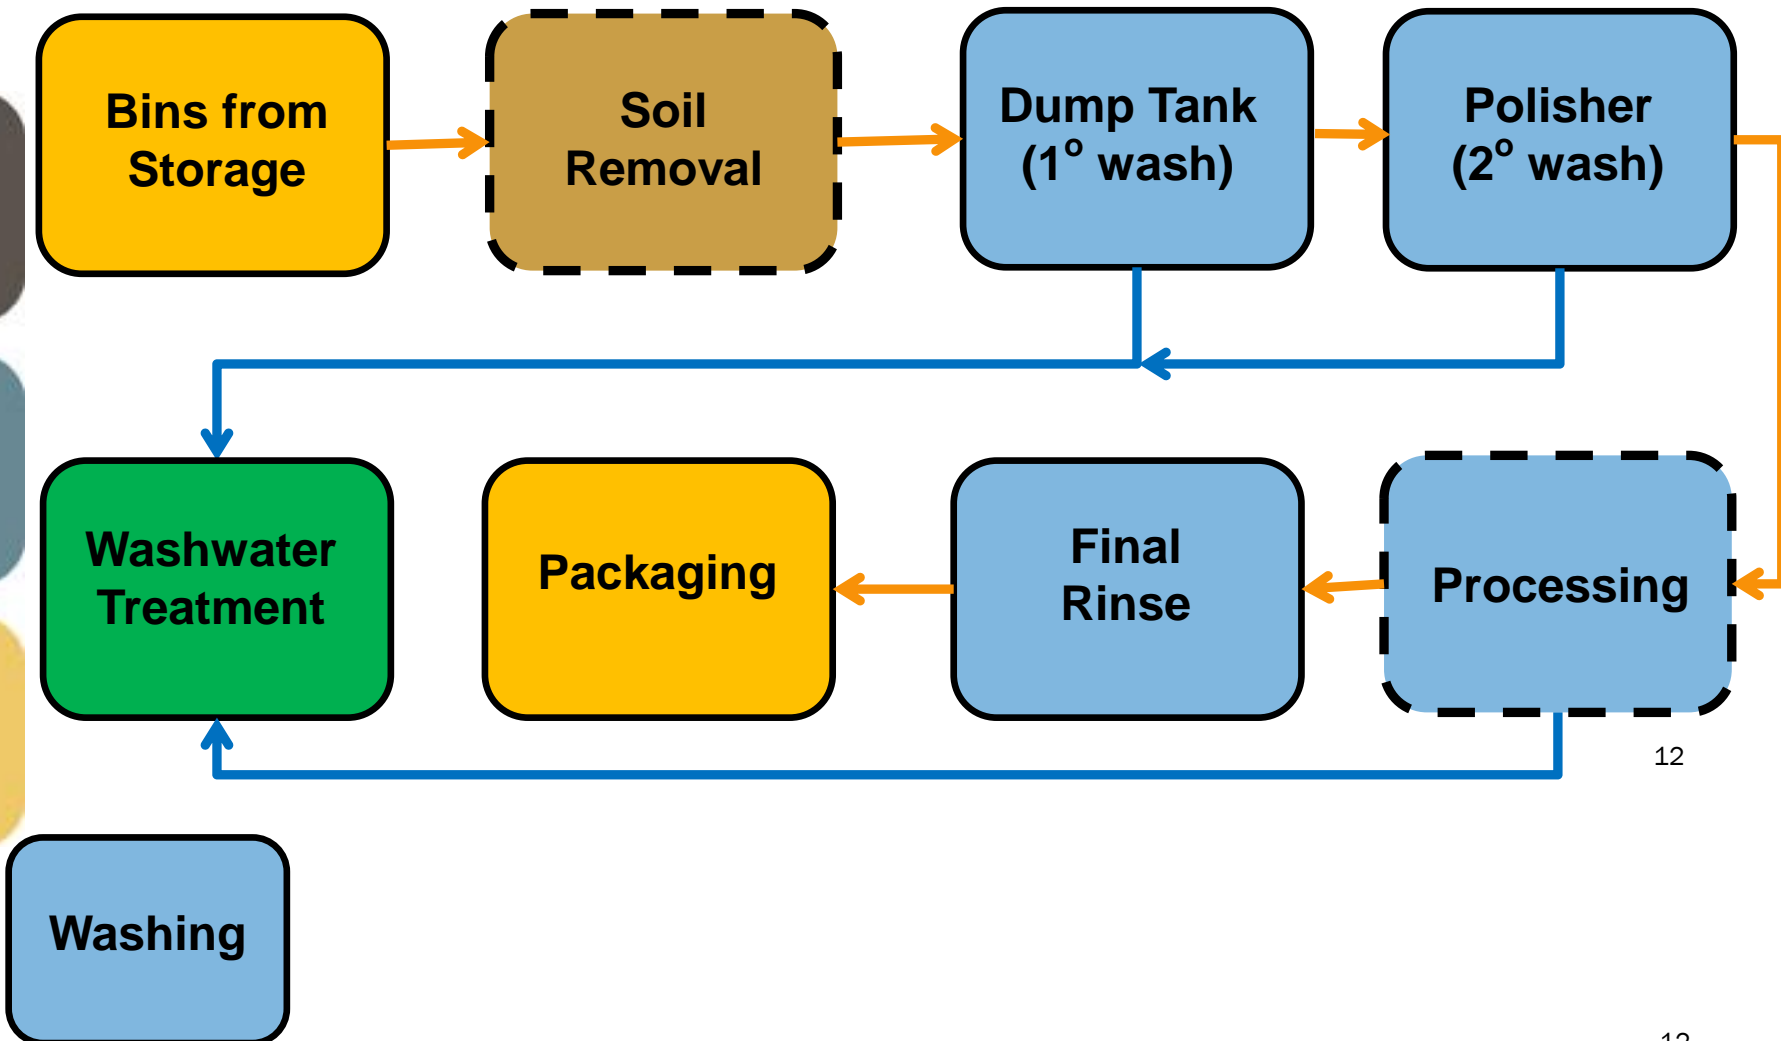 Bins from
Storage
Soil
Removal
Dump Tank
(1° wash)
Polisher
(2° wash)
Washwater
Treatment
Packaging
Final
Rinse
Processing
12
Washing
12